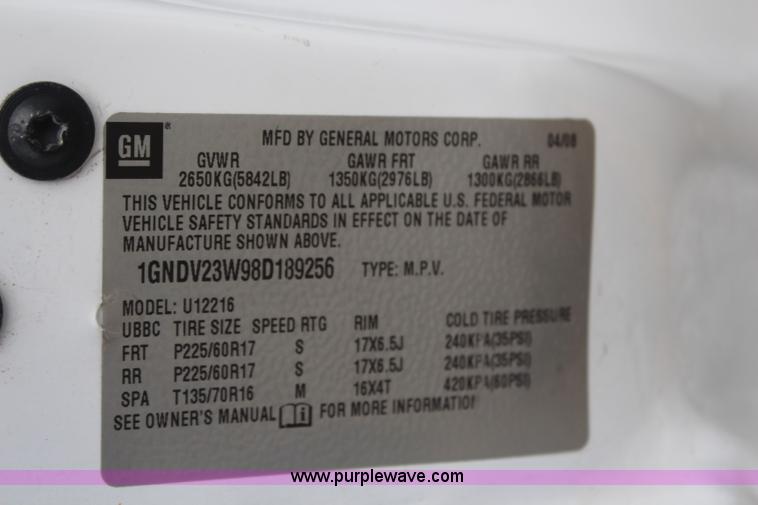 GM
MFD BY GENERAL MOTORS CORP. 04/08
GVWR GAWR FRT GAWR RR
2650KG(5842LB) 1350KG(2976LB) 1300KG(2866LB)
THIS VEHICLE CONFORMS TO ALL APPLICABLE U.S. FEDERAL MOTOR
VEHICLE SAFETY STANDARDS IN EFFECT ON THE DATE OF
MANUFACTURE SHOWN ABOVE.
1GNDV23W98D189256 TYPE: M.P.V.
MODEL: U12216
UBBC TIRE SIZE SPEED RTG RIM COLD TIRE PRESSURE
FRT P225/60R17 S 17X6.5J 240KPA(35PSI)
RR P225/60R17 S 17X6.5J 240KPA(35PSI)
SPA T135/70R16 M 16X4T 420KPA(60PSI)
SEE OWNER'S MANUAL i FOR MORE INFORMATION
www.purplewave.com